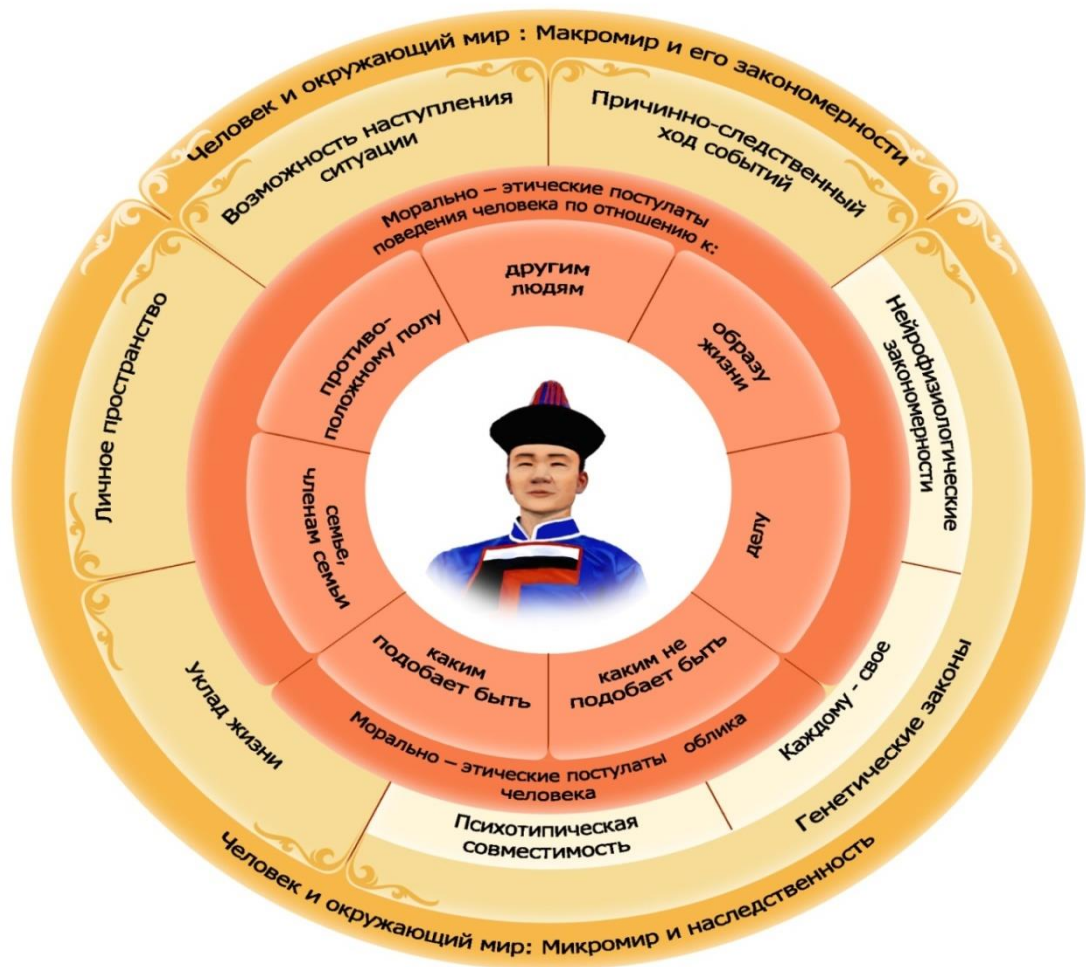 Человек и окружающий мир : Макромир и его закономерности
Возможность наступления
ситуации
Причинно-следственный
ход событий
Морально – этические постулаты
поведения человека по отношению к:
другим
людям
противо-
положному полу
образу
жизни
Личное пространство
Нейрофизиологические
закономерности
семье,
членам семьи
делу
каким
подобает быть
каким не
подобает быть
Уклад жизни
Каждому - свое
Морально – этические постулаты облика
человека
Генетические законы
Психотипическая
совместимость
Человек и окружающий мир: Микромир и наследственность